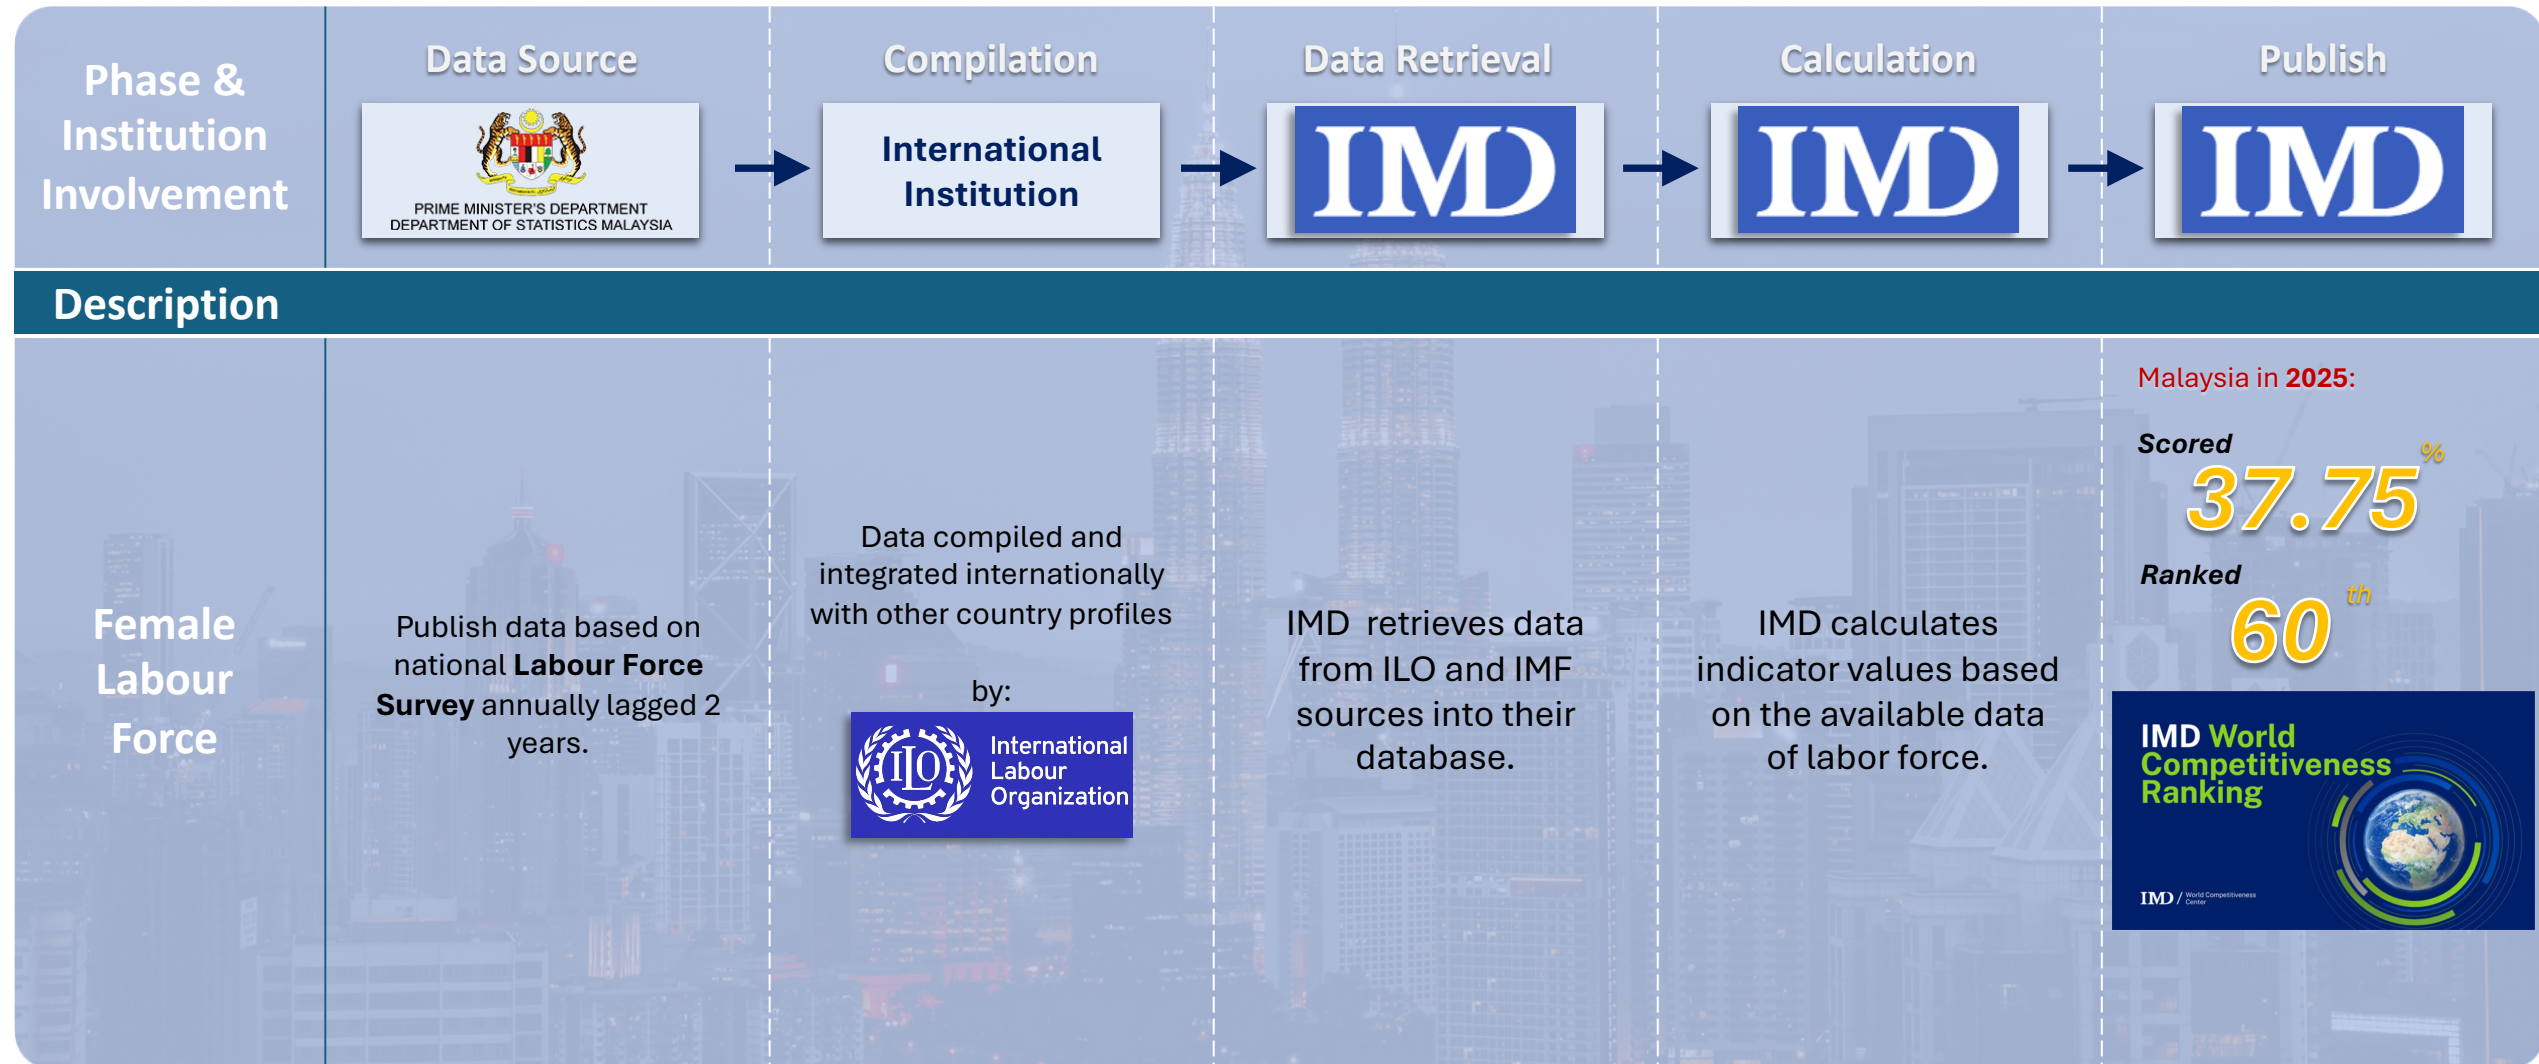 Phase &
Institution
Involvement
Data Source
PRIME MINISTER'S DEPARTMENT
DEPARTMENT OF STATISTICS MALAYSIA
Compilation
International
Institution
Data Retrieval
IMD
Calculation
IMD
Publish
IMD
Description
Female
Labour
Force
Publish data based on
national Labour Force
Survey annually lagged 2
years.
Data compiled and
integrated internationally
with other country profiles
by:
ILO
International
Labour
Organization
IMD retrieves data
from ILO and IMF
sources into their
database.
IMD calculates
indicator values based
on the available data
of labor force.
Malaysia in 2025:
Scored
37.75%
Ranked
60th
IMD World
Competitiveness
Ranking
IMD / World Competitiveness
Center